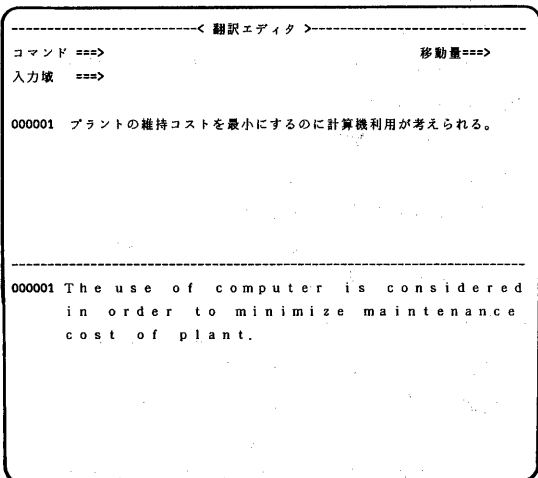 --------------------------< 翻訳エディタ >------------------------------
コマンド ===> 移動量===>
入力域 ===>
000001 プラントの維持コストを最小にするのに計算機利用が考えられる。
------------------------------------------------------------------------
000001 The use of computer is considered
in order to minimize maintenance
cost of plant.